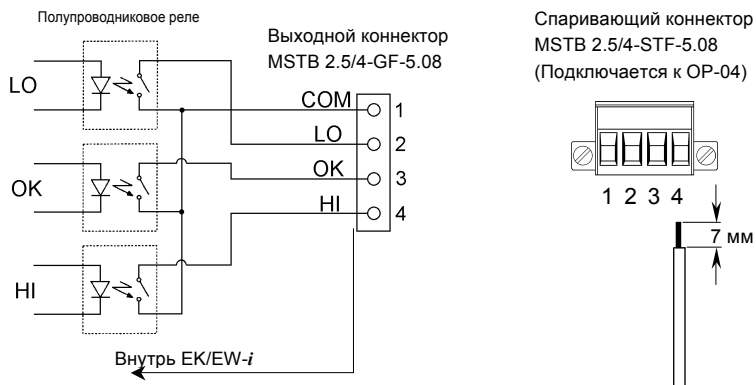 Полупроводниковое реле
Выходной коннектор
MSTB 2.5/4-GF-5.08
Спаривающий коннектор
MSTB 2.5/4-STF-5.08
(Подключается к OP-04)
LO
OK
HI
COM 1
LO 2
OK 3
HI 4
1 2 3 4
7 мм
Внутрь EK/EW-i